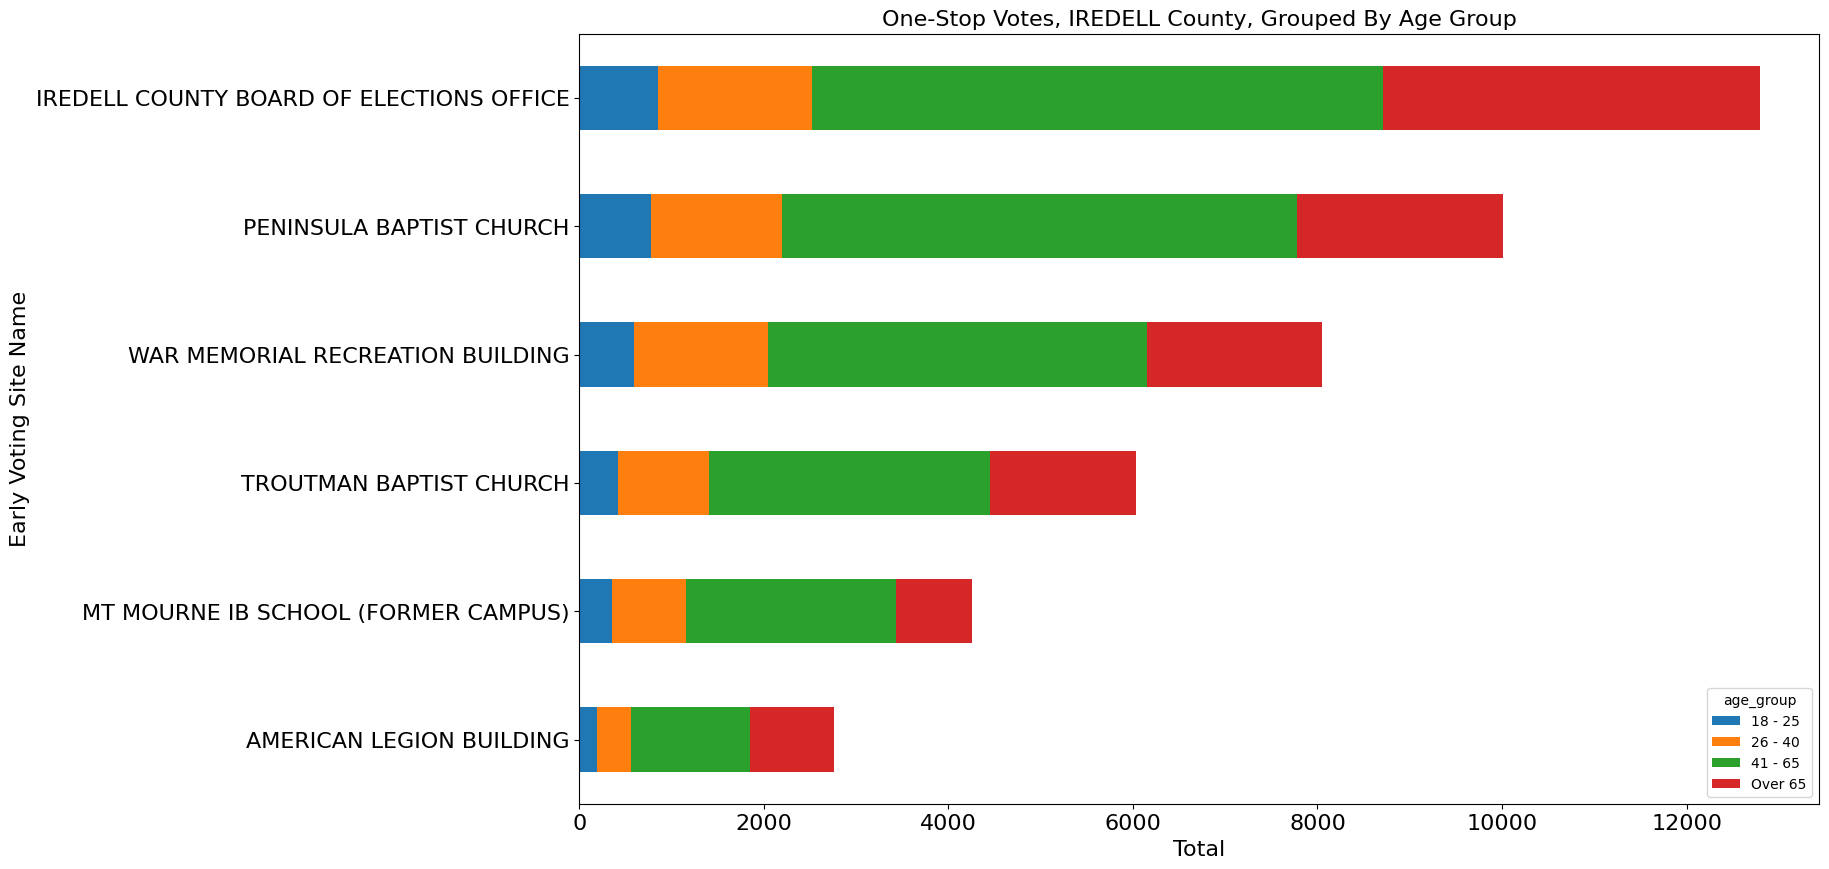 One-Stop Votes, IREDELL County, Grouped By Age Group
Early Voting Site Name
IREDELL COUNTY BOARD OF ELECTIONS OFFICE
PENINSULA BAPTIST CHURCH
WAR MEMORIAL RECREATION BUILDING
TROUTMAN BAPTIST CHURCH
MT MOURNE IB SCHOOL (FORMER CAMPUS)
AMERICAN LEGION BUILDING
age_group
18 - 25
26 - 40
41 - 65
Over 65
0 2000 4000 6000 8000 10000 12000
Total